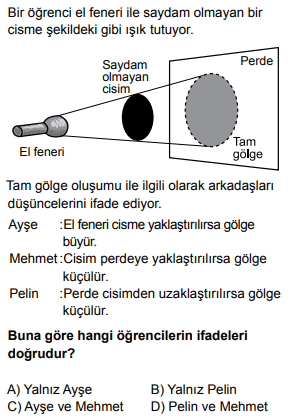 Bir öğrenci el feneri ile saydam olmayan bir
cisme şekildeki gibi ışık tutuyor.
Saydam
olmayan
cisim
Perde
El feneri
Tam
gölge
Tam gölge oluşumu ile ilgili olarak arkadaşları
düşüncelerini ifade ediyor.
Ayşe :El feneri cisme yaklaştırılırsa gölge
büyür.
Mehmet:Cisim perdeye yaklaştırılırsa gölge
küçülür.
Pelin :Perde cisimden uzaklaştırılırsa gölge
küçülür.
Buna göre hangi öğrencilerin ifadeleri
doğrudur?
A) Yalnız Ayşe B) Yalnız Pelin
C) Ayşe ve Mehmet D) Pelin ve Mehmet